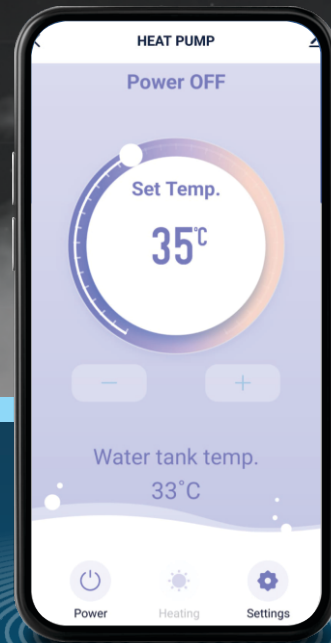 HEAT PUMP
Power OFF
Set Temp.
35°C
Water tank temp.
33°C
Power Heating Settings